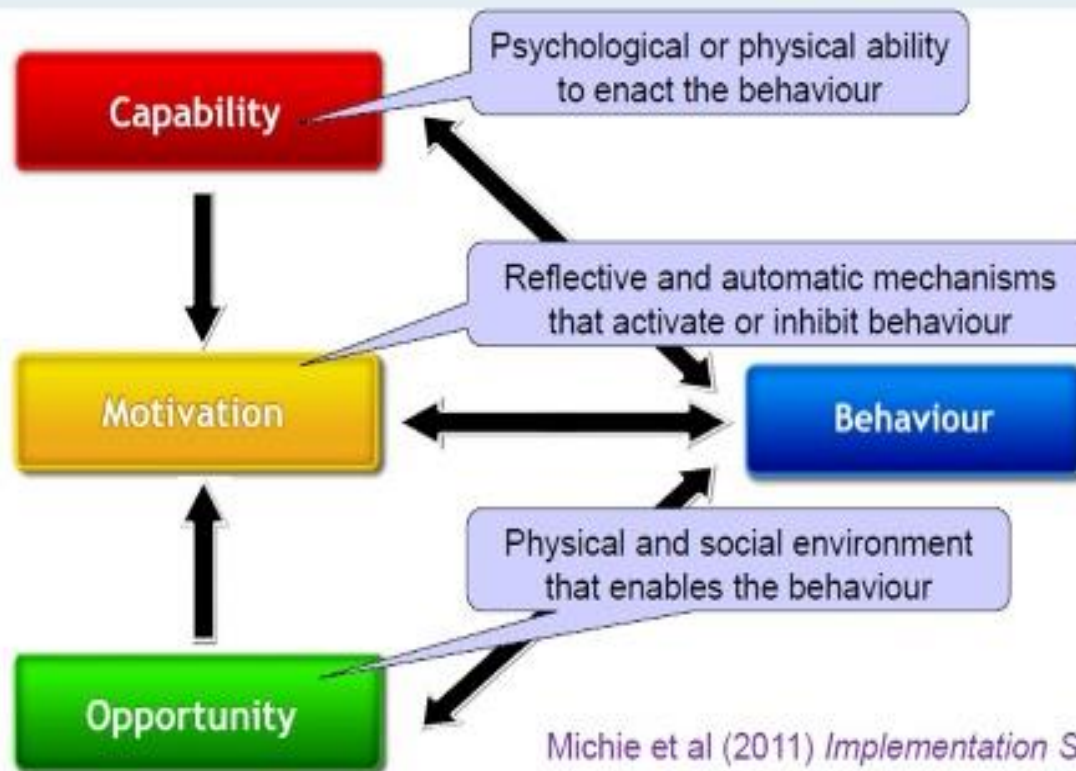 Capability
Psychological or physical ability
to enact the behaviour
Reflective and automatic mechanisms
that activate or inhibit behaviour
Motivation
Behaviour
Physical and social environment
that enables the behaviour
Opportunity
Michie et al (2011) Implementation S